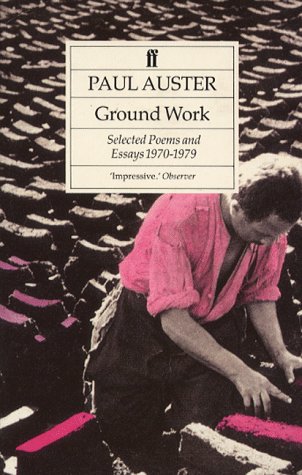 ff
PAUL AUSTER
Ground Work
Selected Poems and
Essays 1970-1979
'Impressive.' Observer